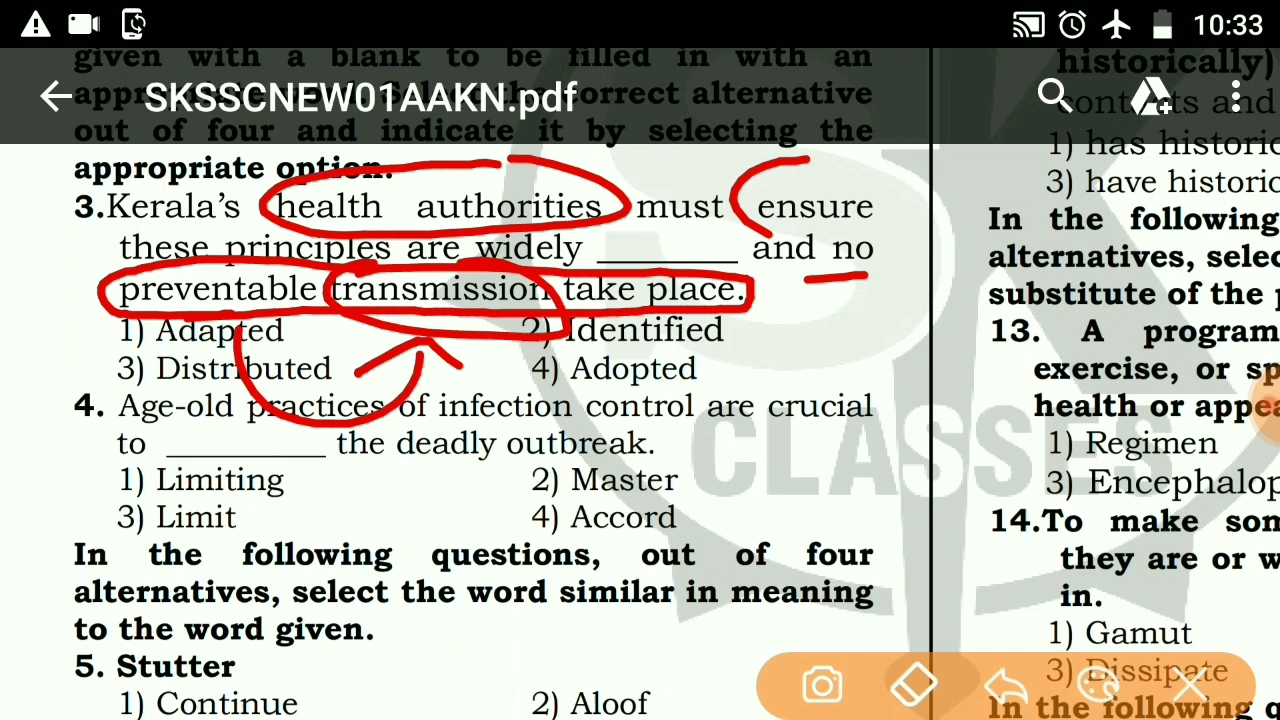 10:33
given with a blank to be filled in with an
SKSSCNEW01AAKN.pdf
correct alternative
out of four and indicate it by selecting the
appropriate option.
3.Kerala's health authorities must ensure
these principles are widely ________ and no
preventable transmission take place.
1) Adapted 2) Identified
3) Distributed 4) Adopted
4. Age-old practices of infection control are crucial
to _________ the deadly outbreak.
1) Limiting 2) Master
3) Limit 4) Accord
In the following questions, out of four
alternatives, select the word similar in meaning
to the word given.
5. Stutter
1) Continue 2) Aloof
historically)
and
1) has historic
3) have historic
In the following
alternatives, selec
substitute of the
13. A program
exercise, or sp
health or appea
1) Regimen
3) Encephalop
14.To make som
they are or w
in.
1) Gamut
3) Dissipate
In the following q
S
CLASSES